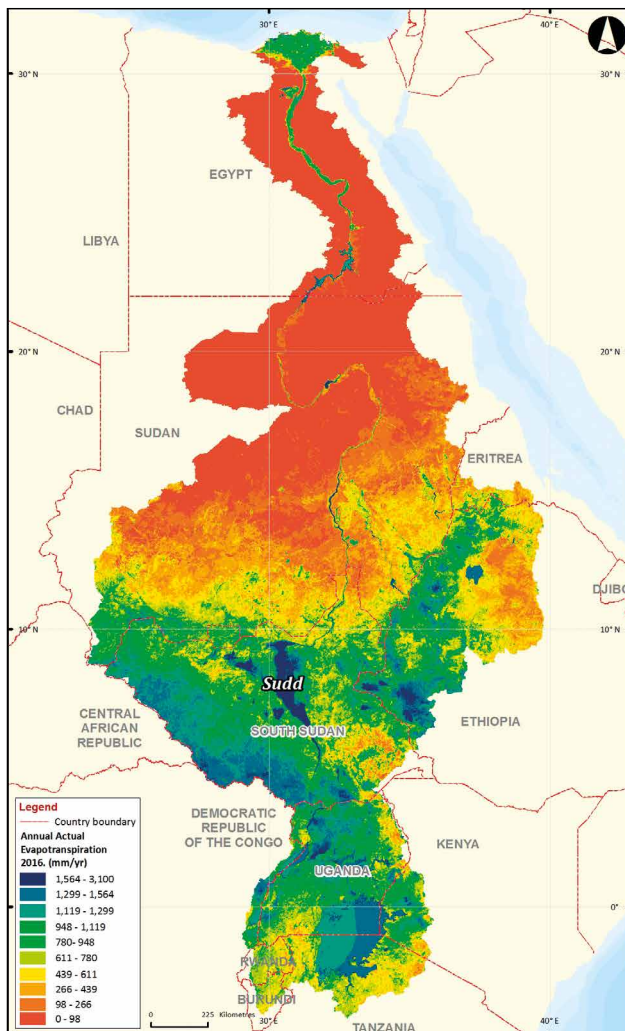 30° E
40° E
30° N
30° N
EGYPT
LIBYA
20° N
20° N
CHAD
SUDAN
ERITREA
DJIBO
10° N
10° N
Sudd
CENTRAL
AFRICAN
REPUBLIC
SOUTH SUDAN
ETHIOPIA
DEMOCRATIC
REPUBLIC
OF THE CONGO
KENYA
UGANDA
0°
0°
RWANDA
BURUNDI
TANZANIA
30° E
40° E
0 225 Kilometres
Legend
Country boundary
Annual Actual
Evapotranspiration
2016. (mm/yr)
1,564 - 3,100
1,299 - 1,564
1,119 - 1,299
948 - 1,119
780- 948
611 - 780
439 - 611
266 - 439
98 - 266
0 - 98